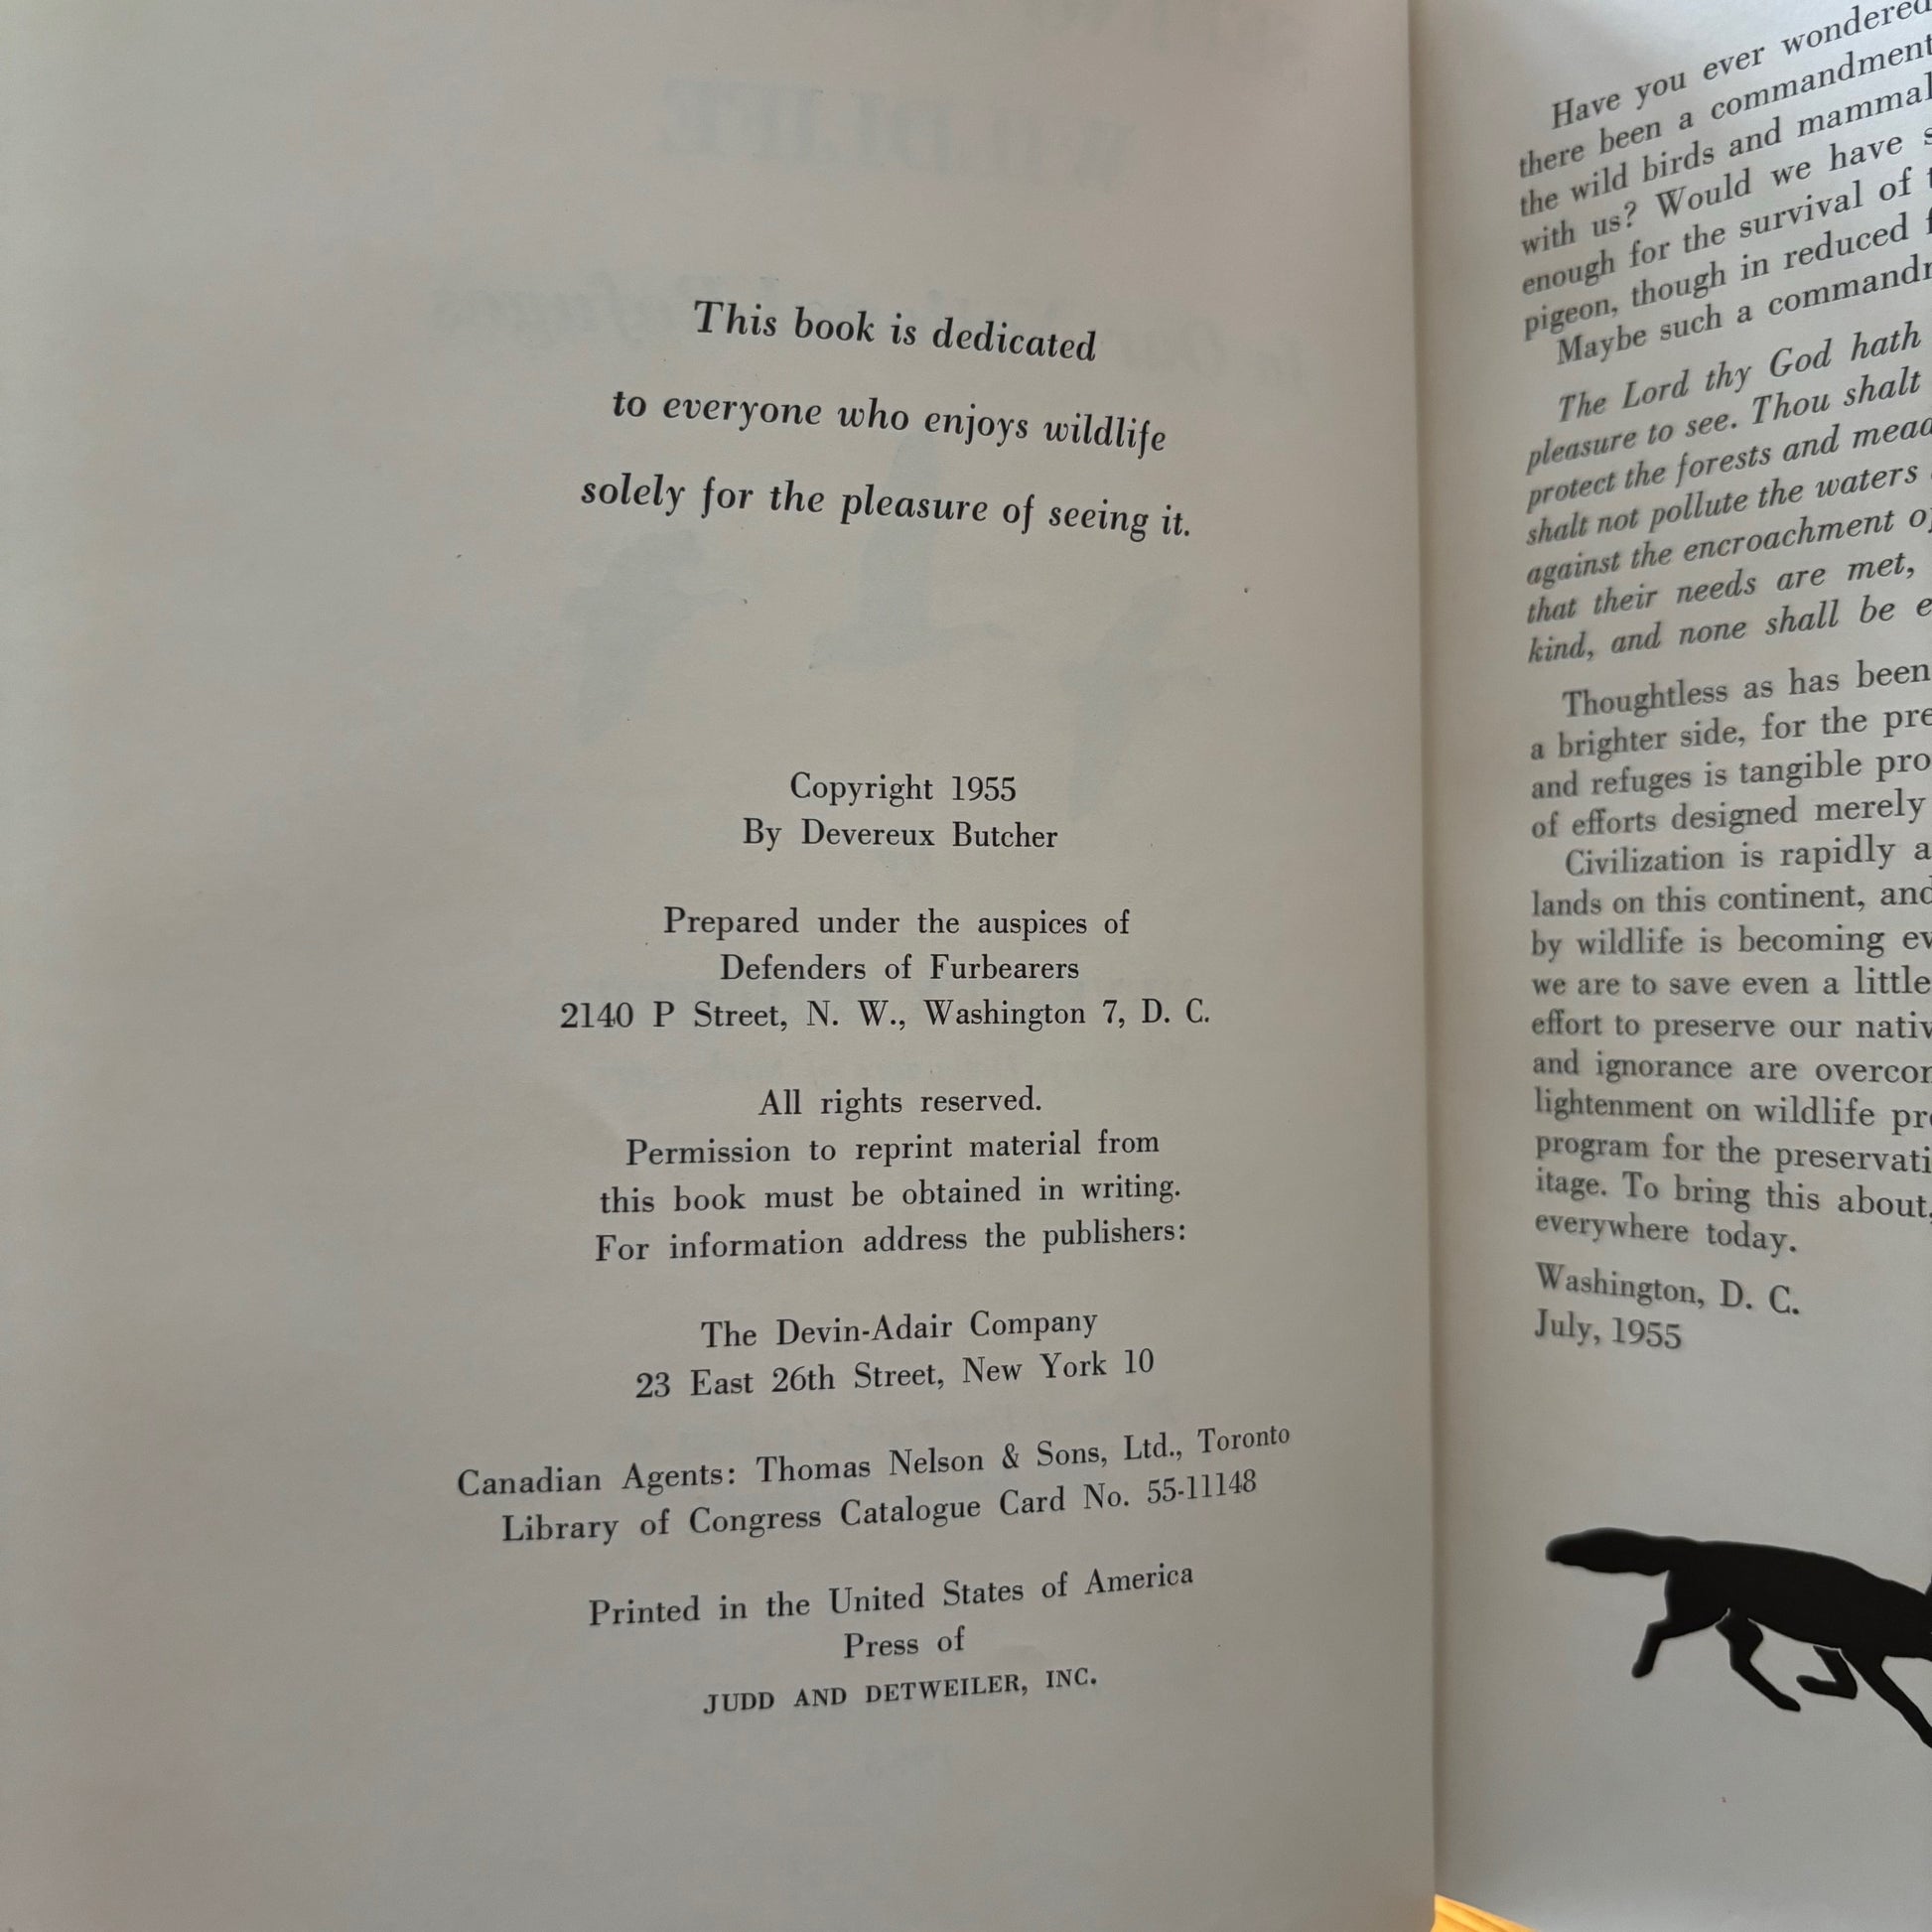 This book is dedicated
to everyone who enjoys wildlife
solely for the pleasure of seeing it.
Copyright 1955
By Devereux Butcher
Prepared under the auspices of
Defenders of Furbearers
2140 P Street, N. W., Washington 7, D. C.
All rights reserved.
Permission to reprint material from
this book must be obtained in writing.
For information address the publishers:
The Devin-Adair Company
23 East 26th Street, New York 10
Canadian Agents: Thomas Nelson & Sons, Ltd., Toronto
Library of Congress Catalogue Card No. 55-11148
Printed in the United States of America
Press of
JUDD AND DETWEILER, INC.
Have you ever wondered
there been a commandment
the wild birds and
with us? Would we have
enough for the survival of
pigeon, though in reduced
Maybe such a
The Lord thy God hath
pleasure to see. Thou shalt
protect the forests and
shalt not pollute the waters
against the encroachment
that their needs are met,
kind, and none shall be
Thoughtless as has been
a brighter side, for the
and refuges is tangible
of efforts designed merely
Civilization is rapidly
lands on this continent,
by wildlife is becoming
we are to save even a little
effort to preserve our
and ignorance are
lightenment on wildlife
program for the
itage. To bring this about,
everywhere today.
Washington, D. C.
July, 1955